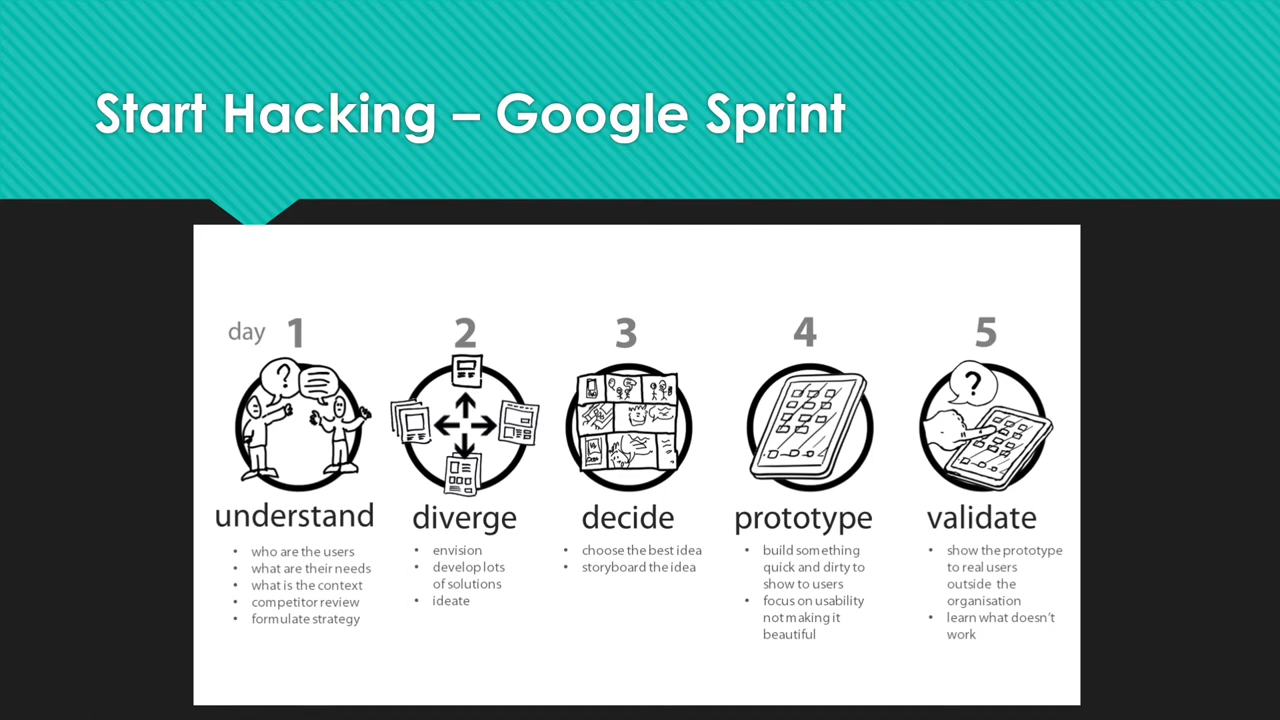 Start Hacking – Google Sprint
day 1 2 3 4 5
? ?
understand diverge decide prototype validate
• who are the users
• what are their needs
• what is the context
• competitor review
• formulate strategy
• envision
• develop lots
of solutions
• ideate
• choose the best idea
• storyboard the idea
• build something
quick and dirty to
show to users
• focus on usability
not making it
beautiful
• show the prototype
to real users
outside the
organisation
• learn what doesn't
work